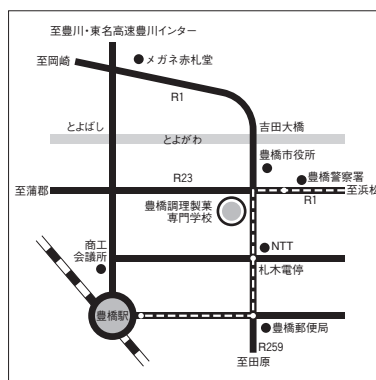 至豊川・東名高速豊川インター
至岡崎
メガネ赤札堂
R1
とよばし
吉田大橋
とよがわ
豊橋市役所
R23
豊橋警察署
至蒲郡
至浜松
R1
豊橋調理製菓
専門学校
商工
会議所
NTT
札木電停
豊橋駅
豊橋郵便局
R259
至田原